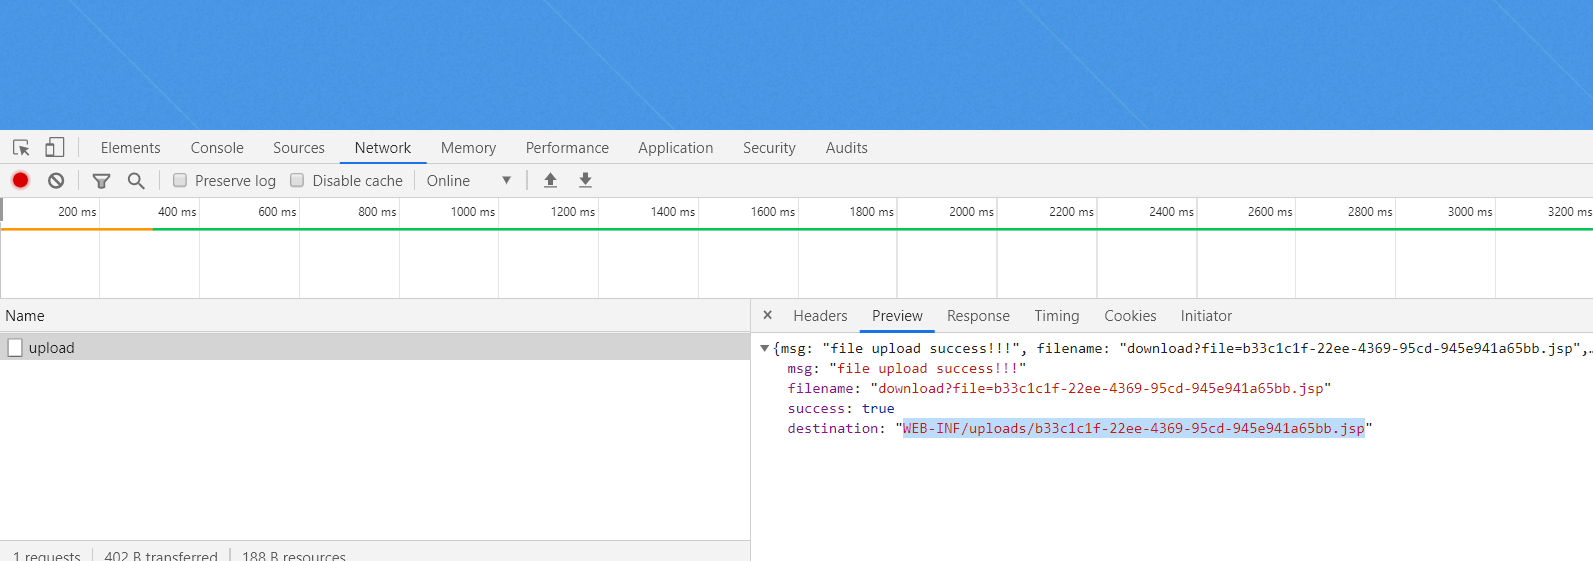 Elements Console Sources Network Memory Performance Application Security Audits
Preserve log Disable cache Online
200 ms 400 ms 600 ms 800 ms 1000 ms 1200 ms 1400 ms 1600 ms 1800 ms 2000 ms 2200 ms 2400 ms 2600 ms 2800 ms 3000 ms 3200 ms
Name
upload
1 requests 402 B transferred 188 B resources
× Headers Preview Response Timing Cookies Initiator
{msg: "file upload success!!!", filename: "download?file=b33c1c1f-22ee-4369-95cd-945e941a65bb.jsp",…
msg: "file upload success!!!"
filename: "download?file=b33c1c1f-22ee-4369-95cd-945e941a65bb.jsp"
success: true
destination: "WEB-INF/uploads/b33c1c1f-22ee-4369-95cd-945e941a65bb.jsp"